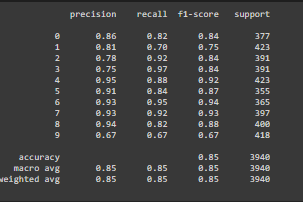 precision recall f1-score support
0 0.86 0.82 0.84 377
1 0.81 0.70 0.75 423
2 0.78 0.92 0.84 391
3 0.75 0.97 0.84 391
4 0.95 0.88 0.92 423
5 0.91 0.84 0.87 355
6 0.93 0.95 0.94 365
7 0.93 0.92 0.93 397
8 0.94 0.82 0.88 400
9 0.67 0.67 0.67 418
accuracy 0.85 3940
macro avg 0.85 0.85 0.85 3940
weighted avg 0.85 0.85 0.85 3940